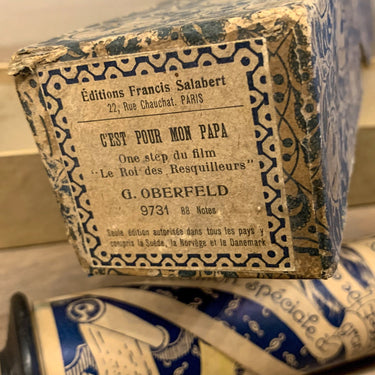 Éditions Francis Salabert
22, Rue Chauchat, PARIS
C'EST POUR MON PAPA
One step du film
"Le Roi des Resquilleurs"
G. OBERFELD
9731 88 Notes
Seule édition autorisée dans tous les pays y
compris la Suède, la Norvège et le Danemark
spéciale